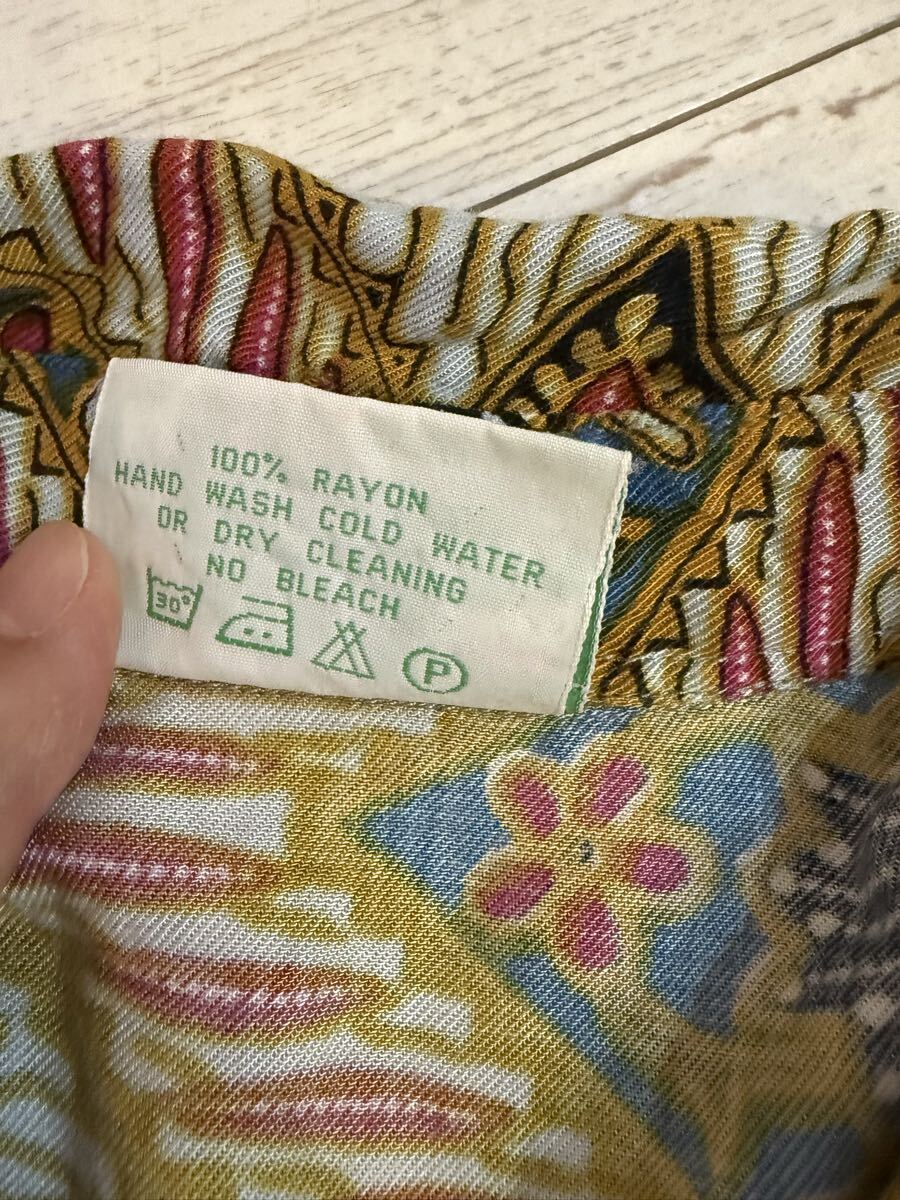 100% RAYON
HAND WASH COLD WATER
OR DRY CLEANING
NO BLEACH
30°
P